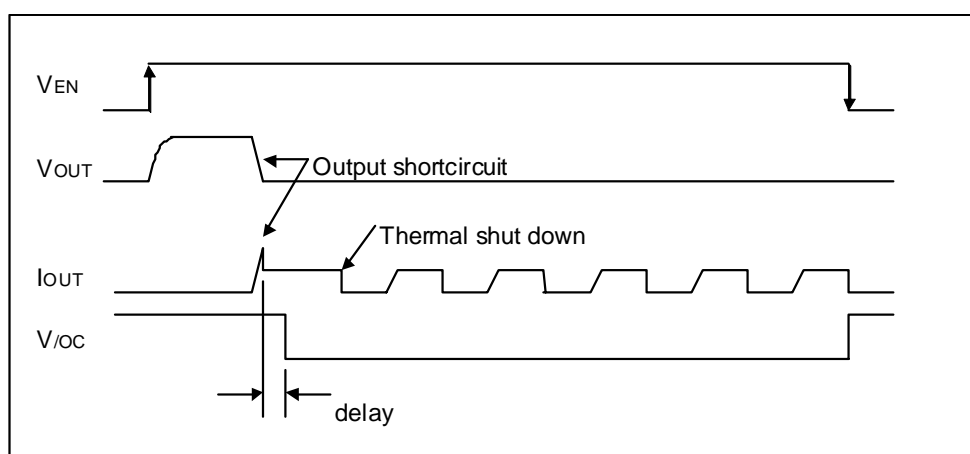 VEN
VOUT
Output shortcircuit
Thermal shut down
IOUT
V/OC
delay